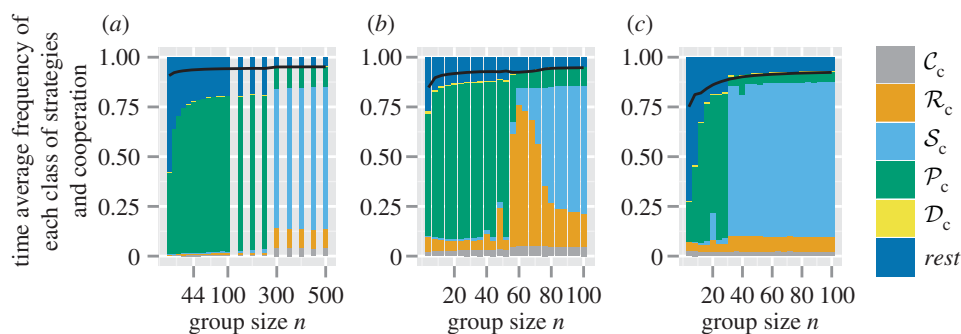 (a) (b) (c)
time average frequency of
each class of strategies
and cooperation
1.00 1.00 1.00
0.75 0.75 0.75
0.50 0.50 0.50
0.25 0.25 0.25
0 0 0
44 100 300 500 20 40 60 80 100 20 40 60 80 100
group size n group size n group size n
𝒞c
ℛc
𝒮c
𝒫c
𝒟c
rest